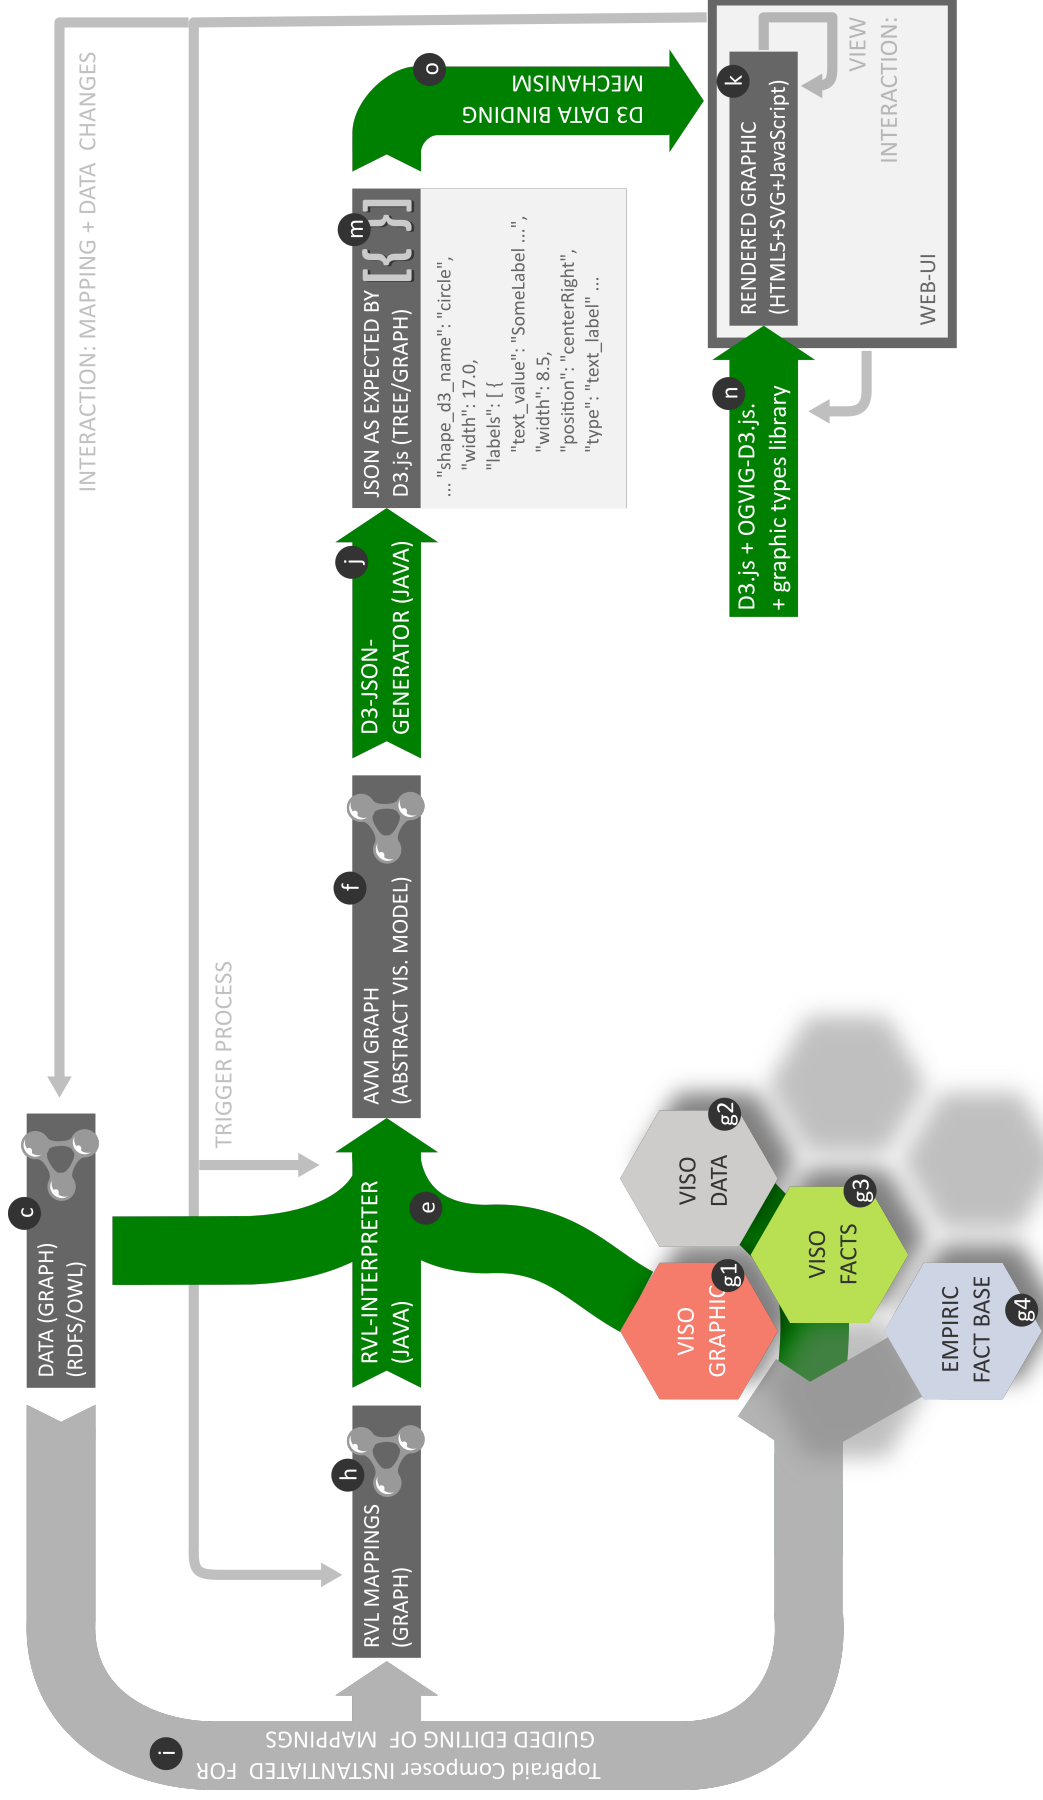 INTERACTION: MAPPING + DATA  CHANGES
TRIGGER PROCESS
c
DATA (GRAPH)
(RDFS/OWL)
i
TopBraid Composer INSTANTIATED  FOR
GUIDED EDITING OF  MAPPINGS
h
RVL MAPPINGS
(GRAPH)
RVL-INTERPRETER
(JAVA)
e
f
AVM GRAPH
(ABSTRACT VIS. MODEL)
j
D3-JSON-
GENERATOR (JAVA)
m
JSON AS EXPECTED BY
D3.js (TREE/GRAPH)
[{ }]
... "shape_d3_name": "circle",
"width": 17.0,
"labels": [ {
"text_value": "SomeLabel ...",
"width": 8.5,
"position": "centerRight",
"type": "text_label" ...
o
D3 DATA BINDING
MECHANISM
k
RENDERED GRAPHIC
(HTML5+SVG+JavaScript)
VIEW
INTERACTION:
WEB-UI
n
D3.js + OGVIG-D3.js.
+ graphic types library
g1
VISO
GRAPHIC
g2
VISO
DATA
g3
VISO
FACTS
g4
EMPIRIC
FACT BASE